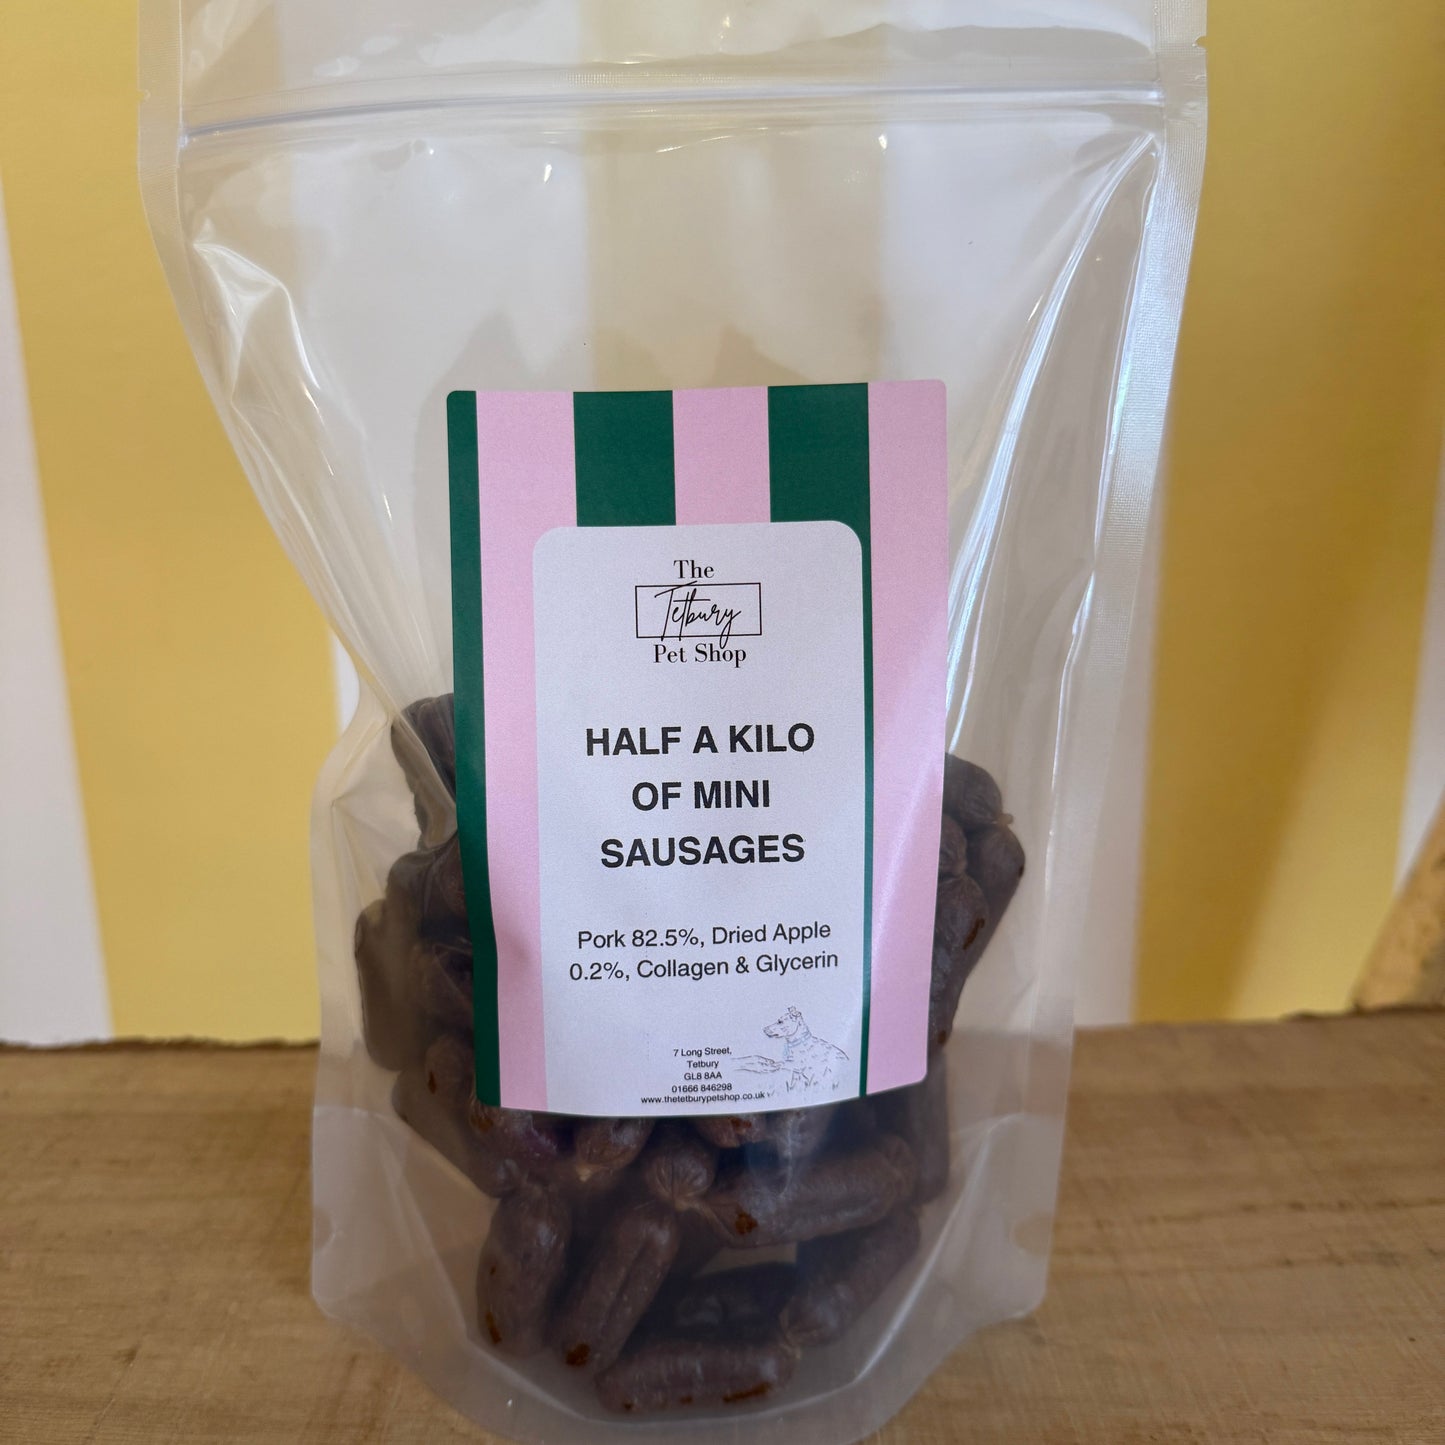 The
Tetbury
Pet Shop
HALF A KILO
OF MINI
SAUSAGES
Pork 82.5%, Dried Apple
0.2%, Collagen & Glycerin
7 Long Street,
Tetbury
GL8 8AA
01666 846298
www.thetetburypetshop.co.uk